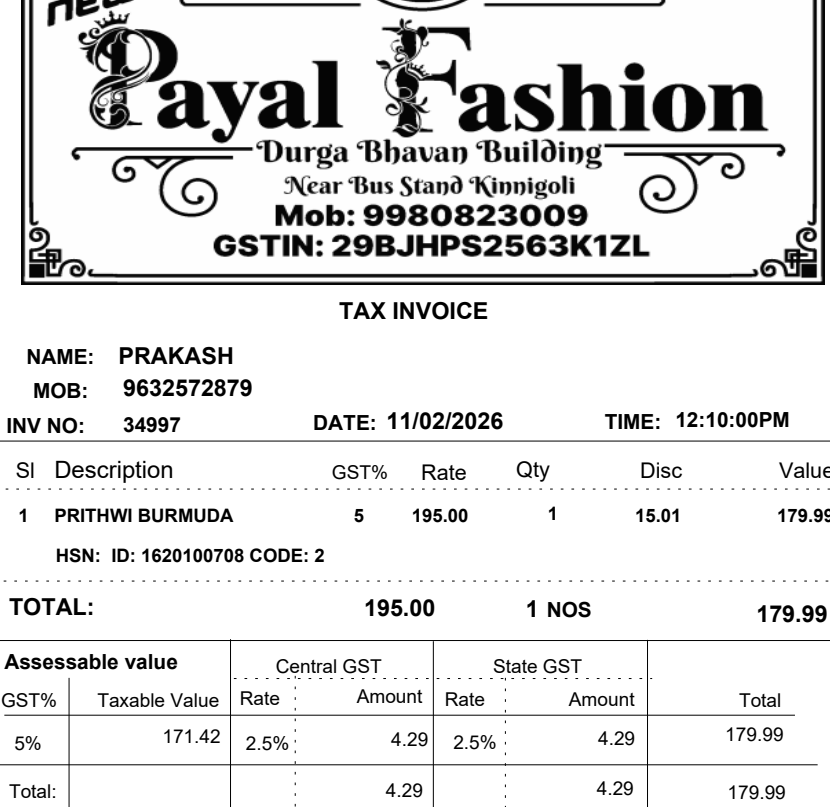 new
Payal Fashion
Durga Bhavan Building
Near Bus Stand Kinnigoli
Mob: 9980823009
GSTIN: 29BJHPS2563K1ZL
TAX INVOICE
NAME: PRAKASH
MOB: 9632572879
INV NO: 34997 DATE: 11/02/2026 TIME: 12:10:00PM
Sl Description GST% Rate Qty Disc Value
1 PRITHWI BURMUDA 5 195.00 1 15.01 179.99
HSN: ID: 1620100708 CODE: 2
TOTAL: 195.00 1 NOS 179.99
Assessable value Central GST State GST
GST% Taxable Value Rate Amount Rate Amount Total
5% 171.42 2.5% 4.29 2.5% 4.29 179.99
Total: 4.29 4.29 179.99